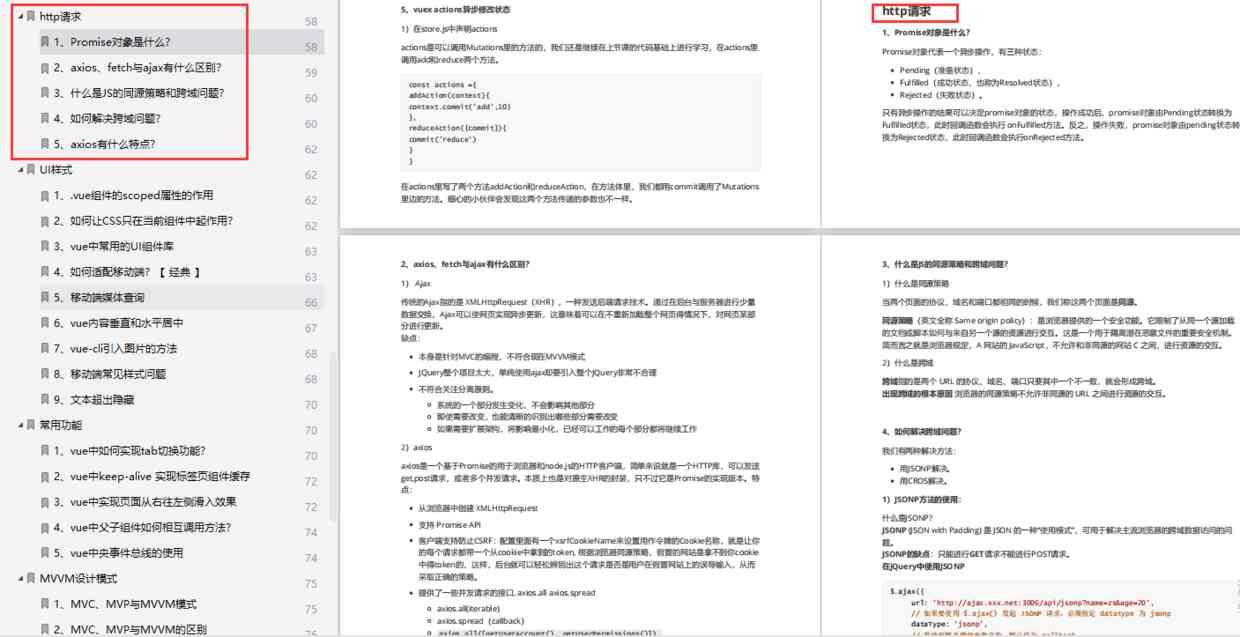 http请求 58
1、Promise对象是什么? 58
2、axios、fetch与ajax有什么区别? 59
3、什么是JS的同源策略和跨域问题? 60
4、如何解决跨域问题? 60
5、axios有什么特点? 62
UI样式 62
1、.vue组件的scoped属性的作用 62
2、如何让CSS只在当前组件中起作用? 62
3、vue中常用的UI组件库 63
4、如何适配移动端? 【 经典 】 63
5、移动端媒体查询 66
6、vue内容垂直和水平居中 67
7、vue-cli引入图片的方法 68
8、移动端常见样式问题 68
9、文本超出隐藏 70
常用功能 70
1、vue中如何实现tab切换功能? 70
2、vue中keep-alive 实现标签页组件缓存 72
3、vue中实现页面从右往左侧滑入效果 72
4、vue中父子组件如何相互调用方法? 74
5、vue中央事件总线的使用 74
MVVM设计模式 75
1、MVC、MVP与MVVM模式 75
2、MVC、MVP与MVVM的区别 76
5、vuex actions异步修改状态
1）在store.js中声明actions
actions是可以调用Mutations里的方法的，我们还是继续在上节课的代码基础上进行学习，在actions里
调用add和reduce两个方法。
const actions ={
addAction(context){
context.commit('add',10)
},
reduceAction({commit}){
commit('reduce')
}
}
在actions里写了两个方法addAction和reduceAction，在方法体里，我们都用commit调用了Mutations
里边的方法。细心的小伙伴会发现这两个方法传递的参数也不一样。
http请求
1、Promise对象是什么?
Promise对象代表一个异步操作，有三种状态：
Pending（准备状态）、
Fulfilled（成功状态，也称为Resolved状态）、
Rejected（失败状态）。
只有异步操作的结果可以决定promise对象的状态，操作成功后，promise对象由Pending状态转换为
Fulfilled状态，此时回调函数会执行 onFulfilled方法。反之，操作失败，promise对象由pending状态转
换为Rejected状态，此时回调函数会执行onRejected方法。
2、axios、fetch与ajax有什么区别?
1） Ajax
传统的Ajax指的是 XMLHttpRequest（XHR），一种发送后端请求技术。通过在后台与服务器进行少量
数据交换，Ajax可以使网页实现异步更新，这意味着可以在不重新加载整个网页得情况下，对网页某部
分进行更新。
缺点：
本身是针对MVC的编程，不符合现在MVVM模式
JQuery整个项目太大，单纯使用ajax却要引入整个JQuery非常不合理
不符合关注分离原则。
系统的一个部分发生变化，不会影响其他部分
即使需要改变，也能清晰的识别出哪些部分需要改变
如果需要扩展架构，将影响最小化，已经可以工作的每个部分都将继续工作
2）axios
axios是一个基于Promise的用于浏览器和node.js的HTTP客户端，简单来说就是一个HTTP库，可以发送
get,post请求，或者多个并发请求。本质上也是对原生XHR的封装，只不过它是Promise的实现版本。特
点：
从浏览器中创建 XMLHttpRequest
支持 Promise API
客户端支持防止CSRF：配置里面有一个xsrfCookieName来设置用作令牌的Cookie名称，就是让你
的每个请求都带一个从cookie中拿到的token, 根据浏览器同源策略，假冒的网站是拿不到你cookie
中得token的，这样，后台就可以轻松辨别出这个请求是否是用户在假冒网站上的误导输入，从而
采取正确的策略。
提供了一些并发请求的接口, axios.all axios.spread
axios.all(iterable)
axios.spread（callback）
axios.all([getUserAccount(), getUserPermissions()])
3、什么是JS的同源策略和跨域问题?
1）什么是同源策略
当两个页面的协议，域名和端口都相同的时候，我们称这两个页面是同源。
同源策略（英文全称 Same origin policy）：是浏览器提供的一个安全功能。它限制了从同一个源加载
的文档或脚本如何与来自另一个源的资源进行交互。这是一个用于隔离潜在恶意文件的重要安全机制。
简而言之就是浏览器规定，A 网站的 JavaScript，不允许和非同源的网站 C 之间，进行资源的交互。
2）什么是跨域
跨域指的是两个 URL 的协议、域名、端口只要其中一个不一致，就会形成跨域。
出现跨域的根本原因 浏览器的同源策略不允许非同源的 URL 之间进行资源的交互。
4、如何解决跨域问题?
我们有两种解决方法：
用JSONP解决。
用CROS解决。
1）JSONP方法的使用：
什么是JSONP?
JSONP (JSON with Padding) 是 JSON 的一种“使用模式”，可用于解决主流浏览器的跨域数据访问的问
题。
JSONP的缺点：只能进行GET请求不能进行POST请求。
在jQuery中使用JSONP
$.ajax({
url: 'http://ajax.xxx.net:3006/api/jsonp?name=zs&age=20',
// 如果要使用 $.ajax() 发起 JSONP 请求，必须指定 datatype 为 jsonp
dataType: 'jsonp',